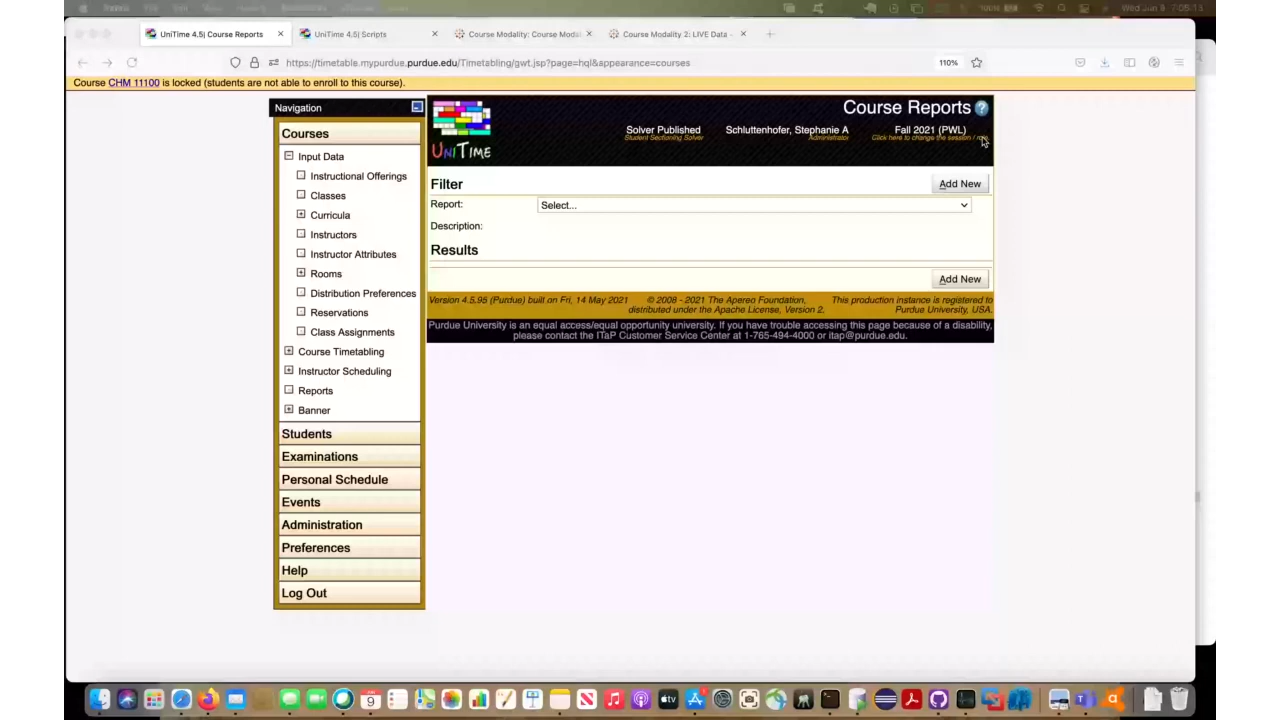 UniTime 4.5| Course Reports
UniTime 4.5| Scripts
Course Modality: Course Moda
Course Modality 2: LIVE Data -
https://timetable.mypurdue.purdue.edu/Timetabling/gwt.jsp?page=hql&appearance=courses
110%
Course CHM 11100 is locked (students are not able to enroll to this course).
Navigation
Courses
Input Data
Instructional Offerings
Classes
Curricula
Instructors
Instructor Attributes
Rooms
Distribution Preferences
Reservations
Class Assignments
Course Timetabling
Instructor Scheduling
Reports
Banner
Students
Examinations
Personal Schedule
Events
Administration
Preferences
Help
Log Out
UNITIME
Course Reports
Solver Published
Student Sectioning Solver
Schluttenhofer, Stephanie A
Administrator
Fall 2021 (PWL)
Click here to change the session /
Filter
Add New
Report:
Select...
Description:
Results
Add New
Version 4.5.95 (Purdue) built on Fri, 14 May 2021
© 2008 - 2021 The Apereo Foundation,
distributed under the Apache License, Version 2.
This production instance is registered to
Purdue University, USA.
Purdue University is an equal access/equal opportunity university. If you have trouble accessing this page because of a disability,
please contact the ITaP Customer Service Center at 1-765-494-4000 or itap@purdue.edu.
9